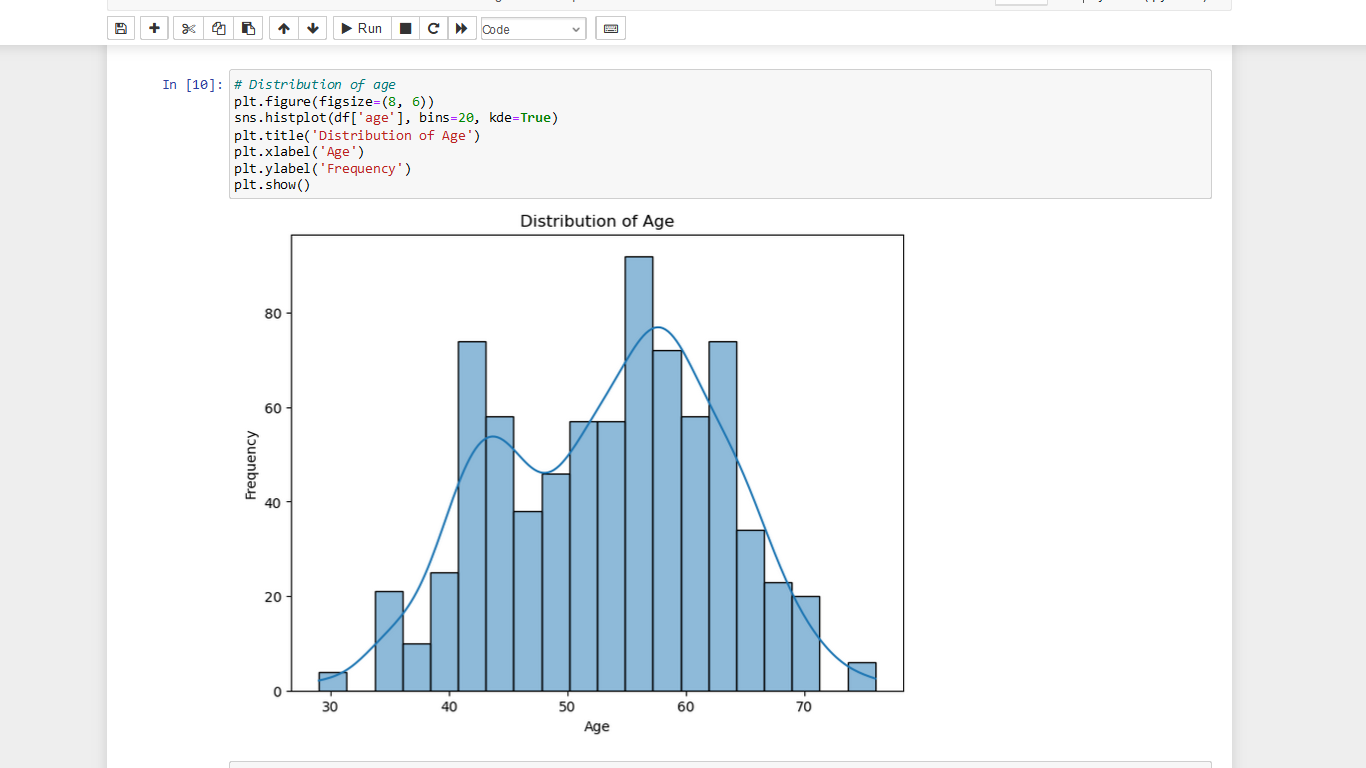 Run
Code
In [10]:
# Distribution of age
plt.figure(figsize=(8, 6))
sns.histplot(df['age'], bins=20, kde=True)
plt.title('Distribution of Age')
plt.xlabel('Age')
plt.ylabel('Frequency')
plt.show()
Distribution of Age
Frequency
80
60
40
20
0
30 40 50 60 70
Age